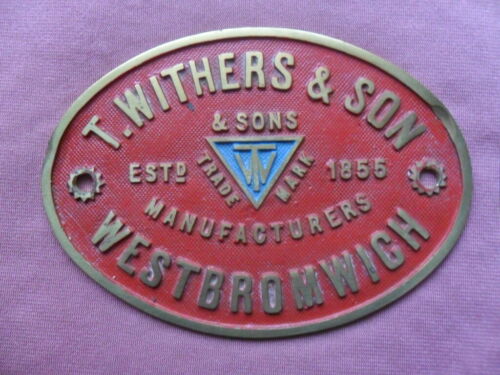 T. WITHERS & SON
& SONS
ESTD TRADE TW MARK 1855
MANUFACTURERS
WESTBROMWICH